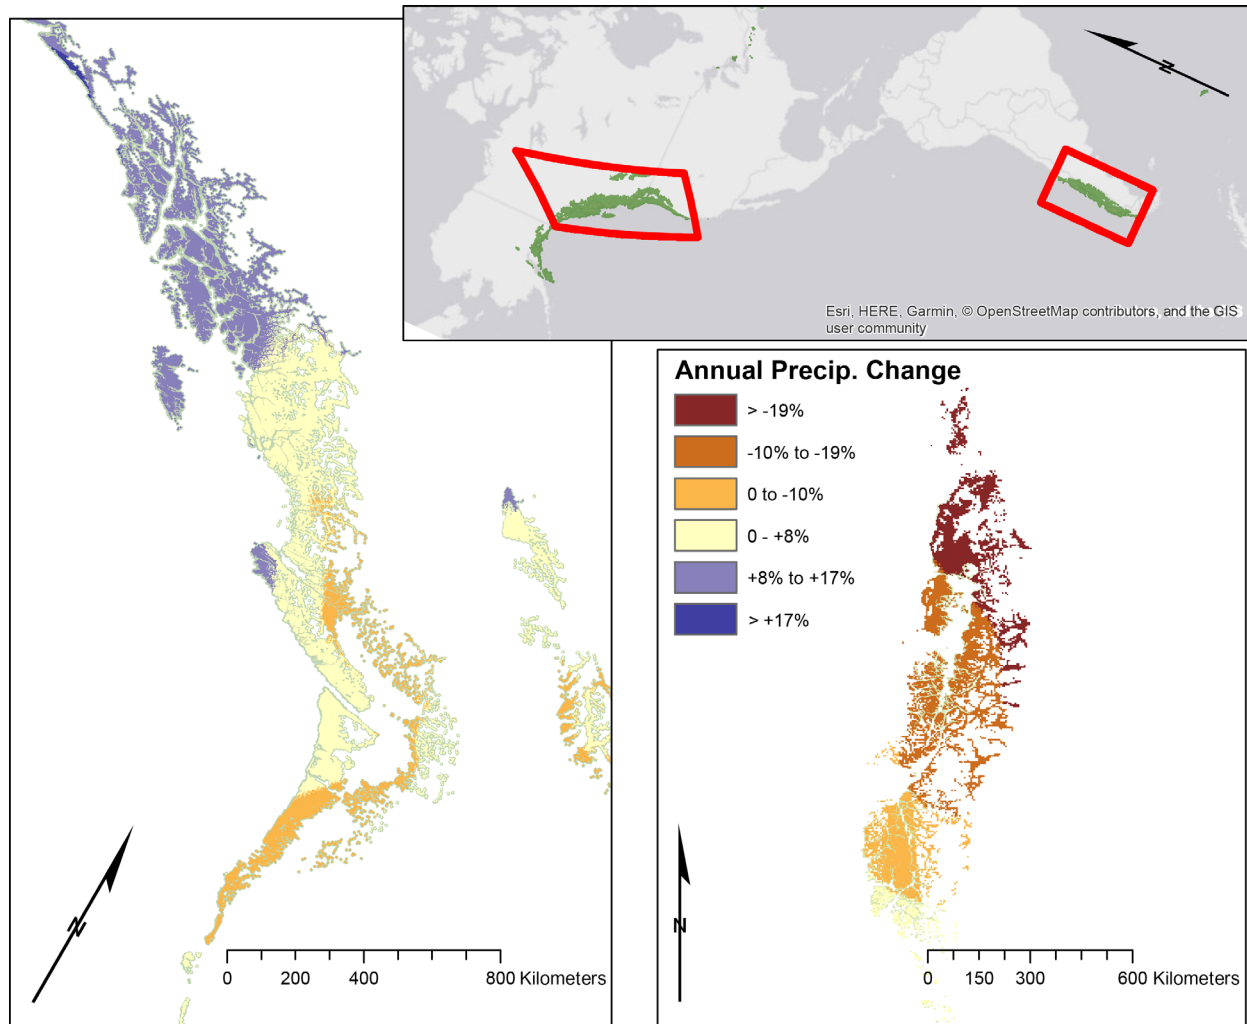 N
Esri, HERE, Garmin, © OpenStreetMap contributors, and the GIS
user community
Annual Precip. Change
> -19%
-10% to -19%
0 to -10%
0 - +8%
+8% to +17%
> +17%
N
0 200 400 800 Kilometers
N
0 150 300 600 Kilometers